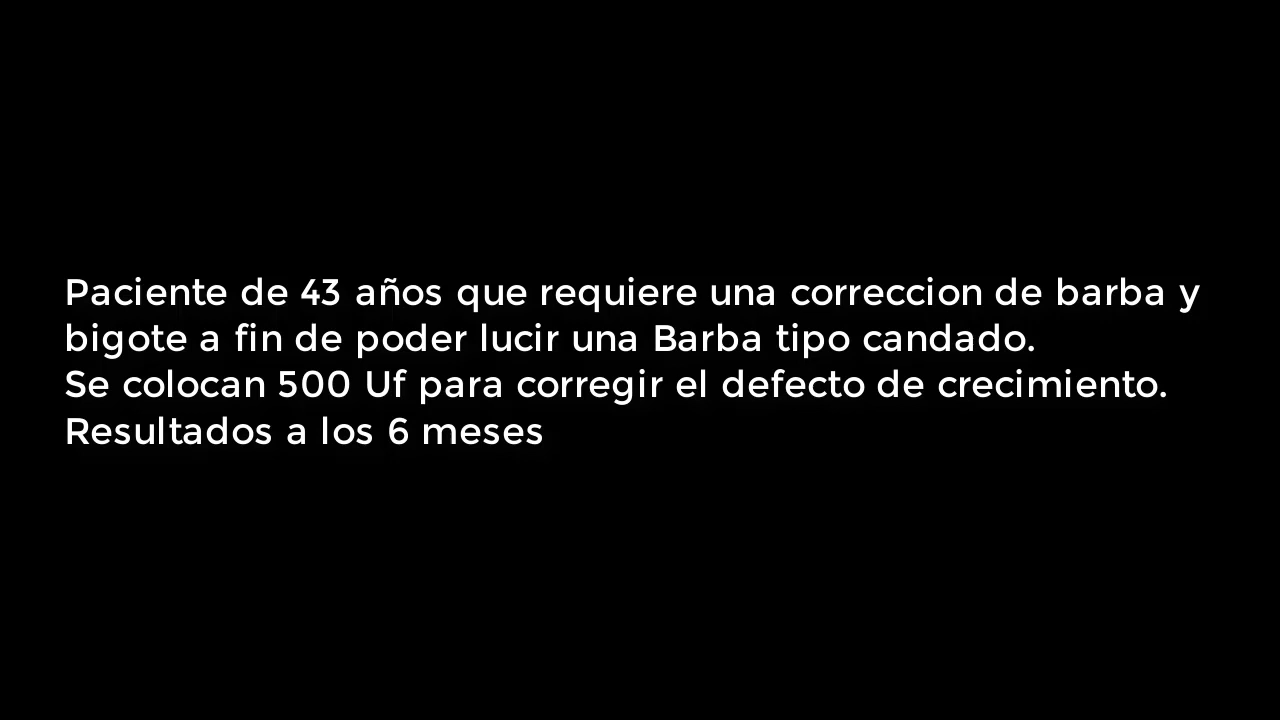 Paciente de 43 años que requiere una correccion de barba y
bigote a fin de poder lucir una Barba tipo candado.
Se colocan 500 Uf para corregir el defecto de crecimiento.
Resultados a los 6 meses